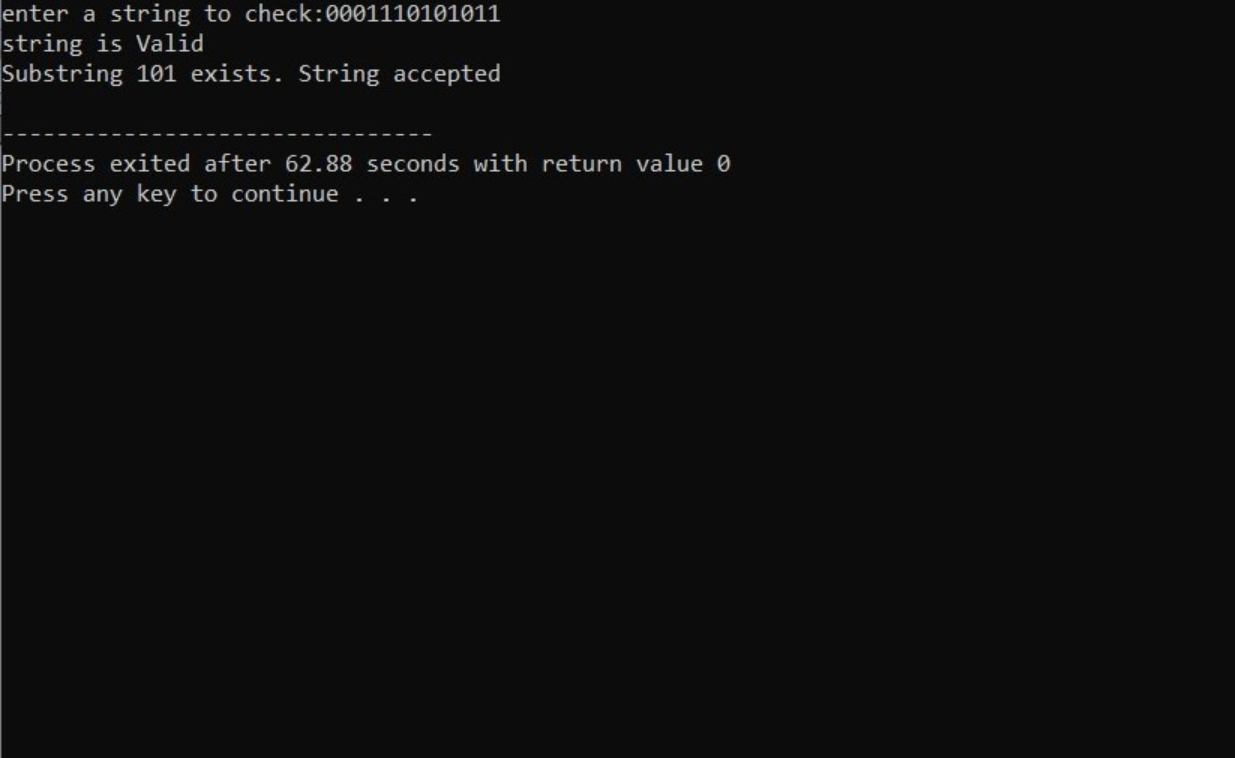 enter a string to check:0001110101011
string is Valid
Substring 101 exists. String accepted
--------------------------------
Process exited after 62.88 seconds with return value 0
Press any key to continue . . .